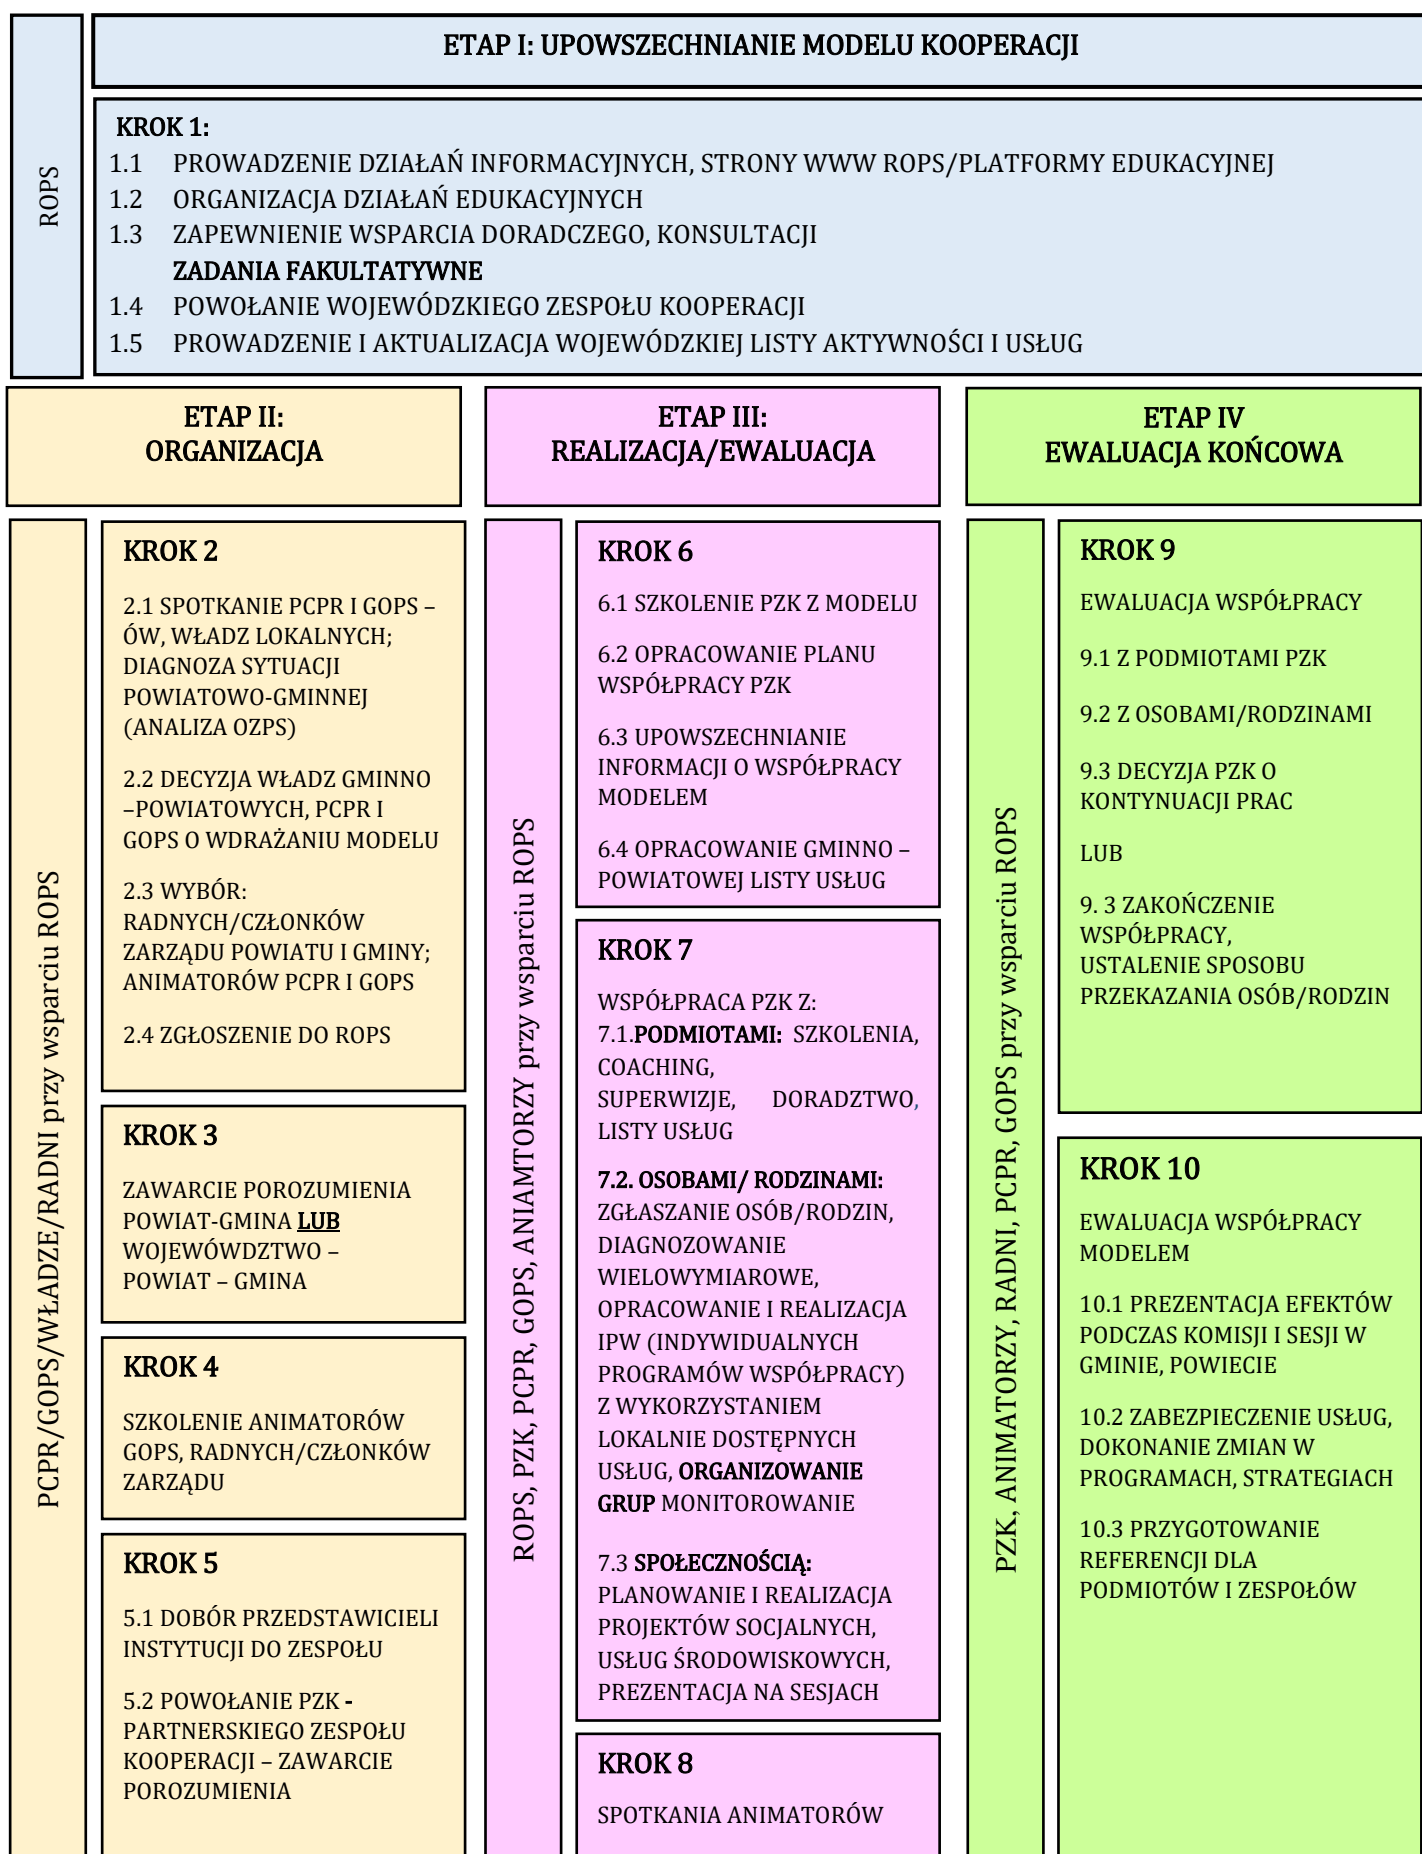 ROPS
ETAP I: UPOWSZECHNIANIE MODELU KOOPERACJI
KROK 1:
1.1 PROWADZENIE DZIAŁAŃ INFORMACYJNYCH, STRONY WWW ROPS/PLATFORMY EDUKACYJNEJ
1.2 ORGANIZACJA DZIAŁAŃ EDUKACYJNYCH
1.3 ZAPEWNIENIE WSPARCIA DORADCZEGO, KONSULTACJI
ZADANIA FAKULTATYWNE
1.4 POWOŁANIE WOJEWÓDZKIEGO ZESPOŁU KOOPERACJI
1.5 PROWADZENIE I AKTUALIZACJA WOJEWÓDZKIEJ LISTY AKTYWNOŚCI I USŁUG
ETAP II:
ORGANIZACJA
PCPR/GOPS/WŁADZE/RADNI przy wsparciu ROPS
KROK 2
2.1 SPOTKANIE PCPR I GOPS –
ÓW, WŁADZ LOKALNYCH;
DIAGNOZA SYTUACJI
POWIATOWO-GMINNEJ
(ANALIZA OZPS)
2.2 DECYZJA WŁADZ GMINNO
–POWIATOWYCH, PCPR I
GOPS O WDRAŻANIU MODELU
2.3 WYBÓR:
RADNYCH/CZŁONKÓW
ZARZĄDU POWIATU I GMINY;
ANIMATORÓW PCPR I GOPS
2.4 ZGŁOSZENIE DO ROPS
KROK 3
ZAWARCIE POROZUMIENIA
POWIAT-GMINA LUB
WOJEWÓWDZTWO –
POWIAT – GMINA
KROK 4
SZKOLENIE ANIMATORÓW
GOPS, RADNYCH/CZŁONKÓW
ZARZĄDU
KROK 5
5.1 DOBÓR PRZEDSTAWICIELI
INSTYTUCJI DO ZESPOŁU
5.2 POWOŁANIE PZK -
PARTNERSKIEGO ZESPOŁU
KOOPERACJI – ZAWARCIE
POROZUMIENIA
ETAP III:
REALIZACJA/EWALUACJA
ROPS, PZK, PCPR, GOPS, ANIAMTORZY przy wsparciu ROPS
KROK 6
6.1 SZKOLENIE PZK Z MODELU
6.2 OPRACOWANIE PLANU
WSPÓŁPRACY PZK
6.3 UPOWSZECHNIANIE
INFORMACJI O WSPÓŁPRACY
MODELEM
6.4 OPRACOWANIE GMINNO –
POWIATOWEJ LISTY USŁUG
KROK 7
WSPÓŁPRACA PZK Z:
7.1.PODMIOTAMI: SZKOLENIA,
COACHING,
SUPERWIZJE, DORADZTWO,
LISTY USŁUG
7.2. OSOBAMI/ RODZINAMI:
ZGŁASZANIE OSÓB/RODZIN,
DIAGNOZOWANIE
WIELOWYMIAROWE,
OPRACOWANIE I REALIZACJA
IPW (INDYWIDUALNYCH
PROGRAMÓW WSPÓŁPRACY)
Z WYKORZYSTANIEM
LOKALNIE DOSTĘPNYCH
USŁUG, ORGANIZOWANIE
GRUP MONITOROWANIE
7.3 SPOŁECZNOŚCIĄ:
PLANOWANIE I REALIZACJA
PROJEKTÓW SOCJALNYCH,
USŁUG ŚRODOWISKOWYCH,
PREZENTACJA NA SESJACH
KROK 8
SPOTKANIA ANIMATORÓW
ETAP IV
EWALUACJA KOŃCOWA
PZK, ANIMATORZY, RADNI, PCPR, GOPS przy wsparciu ROPS
KROK 9
EWALUACJA WSPÓŁPRACY
9.1 Z PODMIOTAMI PZK
9.2 Z OSOBAMI/RODZINAMI
9.3 DECYZJA PZK O
KONTYNUACJI PRAC
LUB
9. 3 ZAKOŃCZENIE
WSPÓŁPRACY,
USTALENIE SPOSOBU
PRZEKAZANIA OSÓB/RODZIN
KROK 10
EWALUACJA WSPÓŁPRACY
MODELEM
10.1 PREZENTACJA EFEKTÓW
PODCZAS KOMISJI I SESJI W
GMINIE, POWIECIE
10.2 ZABEZPIECZENIE USŁUG,
DOKONANIE ZMIAN W
PROGRAMACH, STRATEGIACH
10.3 PRZYGOTOWANIE
REFERENCJI DLA
PODMIOTÓW I ZESPOŁÓW